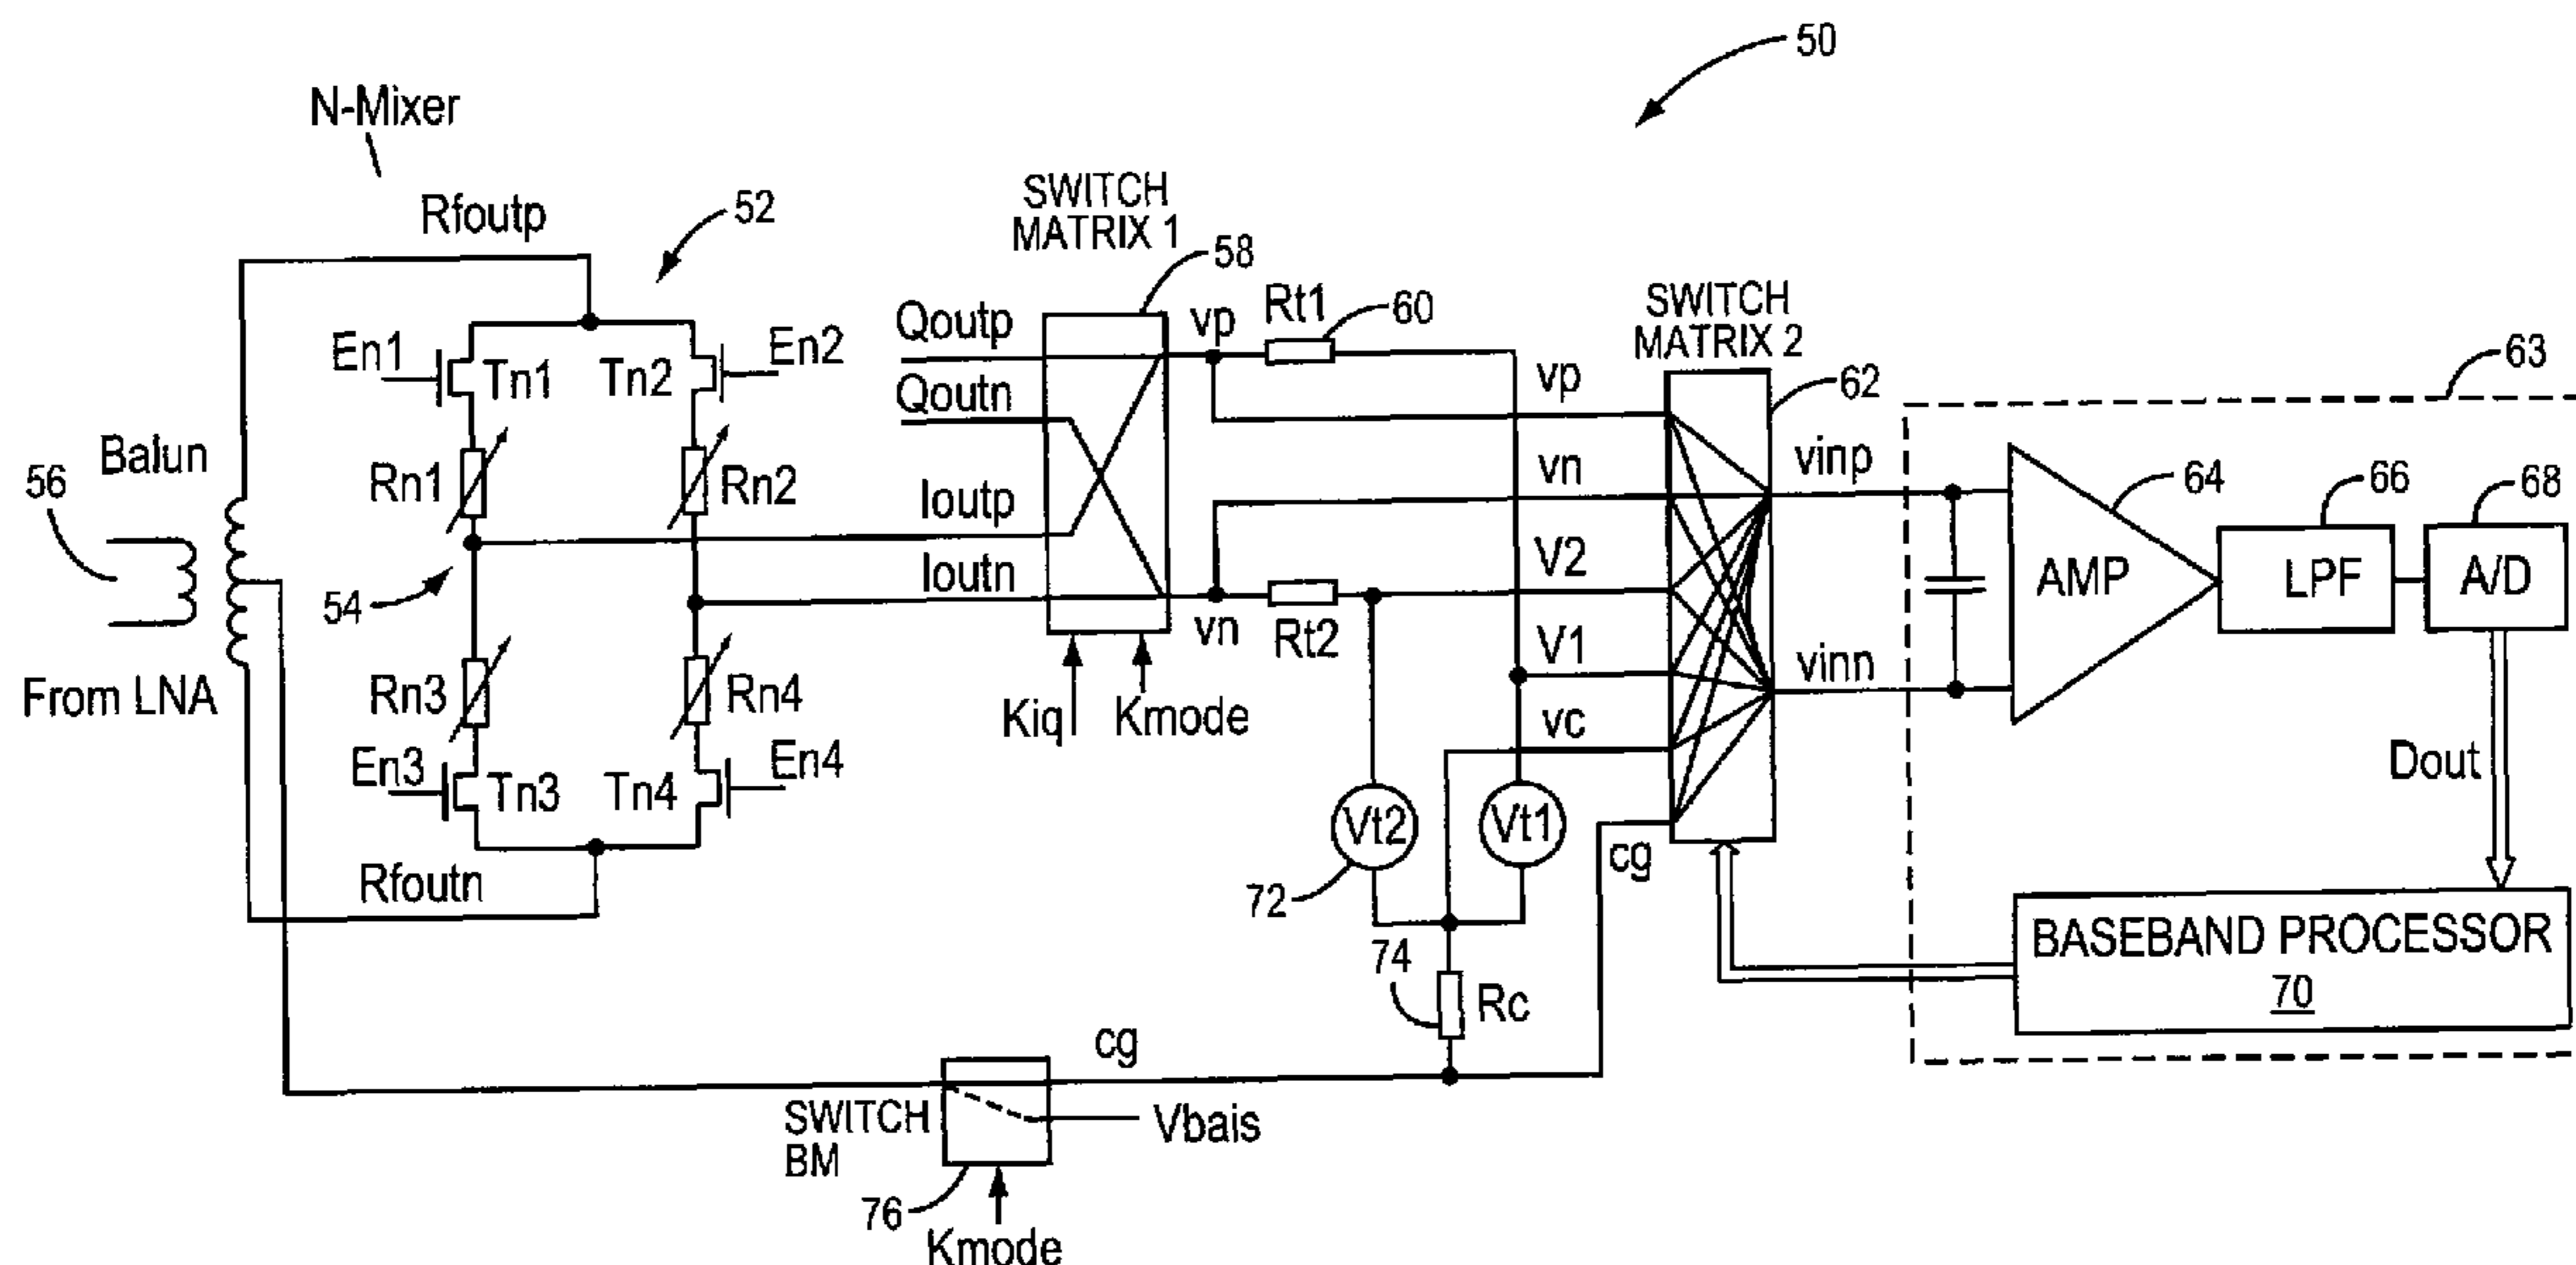 50
N-Mixer
Rfoutp
52
SWITCH
MATRIX 1
58
En1
Tn1
Tn2
En2
Qoutp
Qoutn
vp
Rt1
60
SWITCH
MATRIX 2
62
63
Balun
56
Rn1
Rn2
Ioutp
Ioutn
54
vp
vn
V2
V1
vc
cg
vinp
vinn
64
AMP
66
LPF
68
A/D
From LNA
Rn3
Rn4
vn
Rt2
Kiq
Kmode
En3
Tn3
Tn4
En4
Rfoutn
Vt2
Vt1
72
Dout
BASEBAND PROCESSOR
70
74
Rc
cg
SWITCH
BM
Vbais
76
Kmode